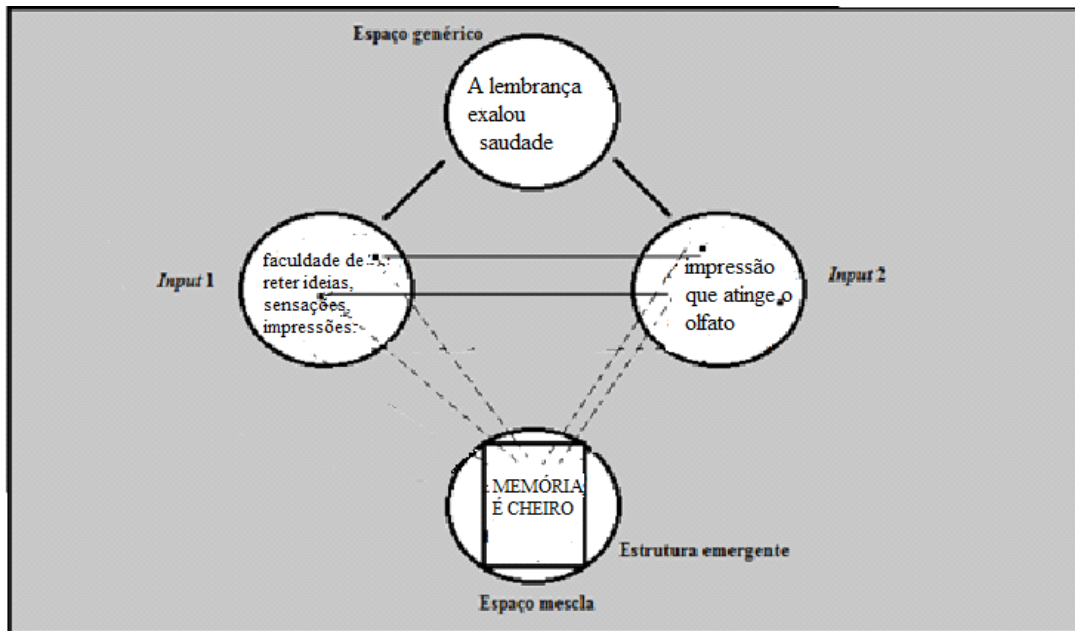 Espaço genérico
A lembrança
exalou
saudade
Input 1
faculdade de
reter ideias,
sensações,
impressões.
impressão
que atinge o
olfato
Input 2
MEMÓRIA
É CHEIRO
Estrutura emergente
Espaço mescla